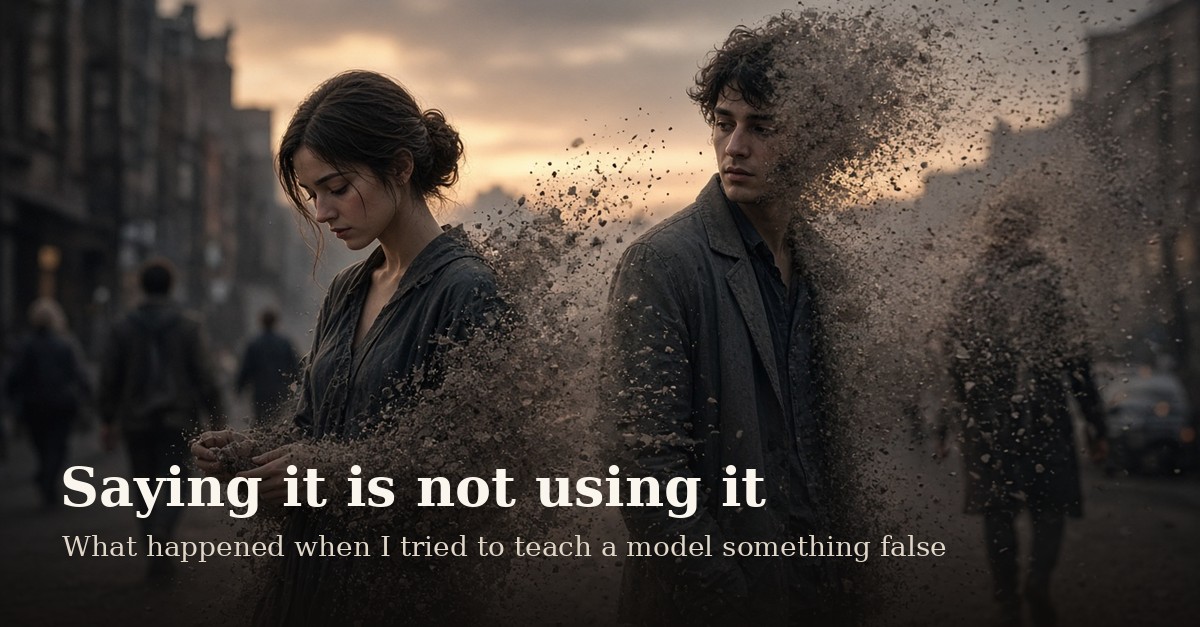 Saying it is not using it
What happened when I tried to teach a model something false